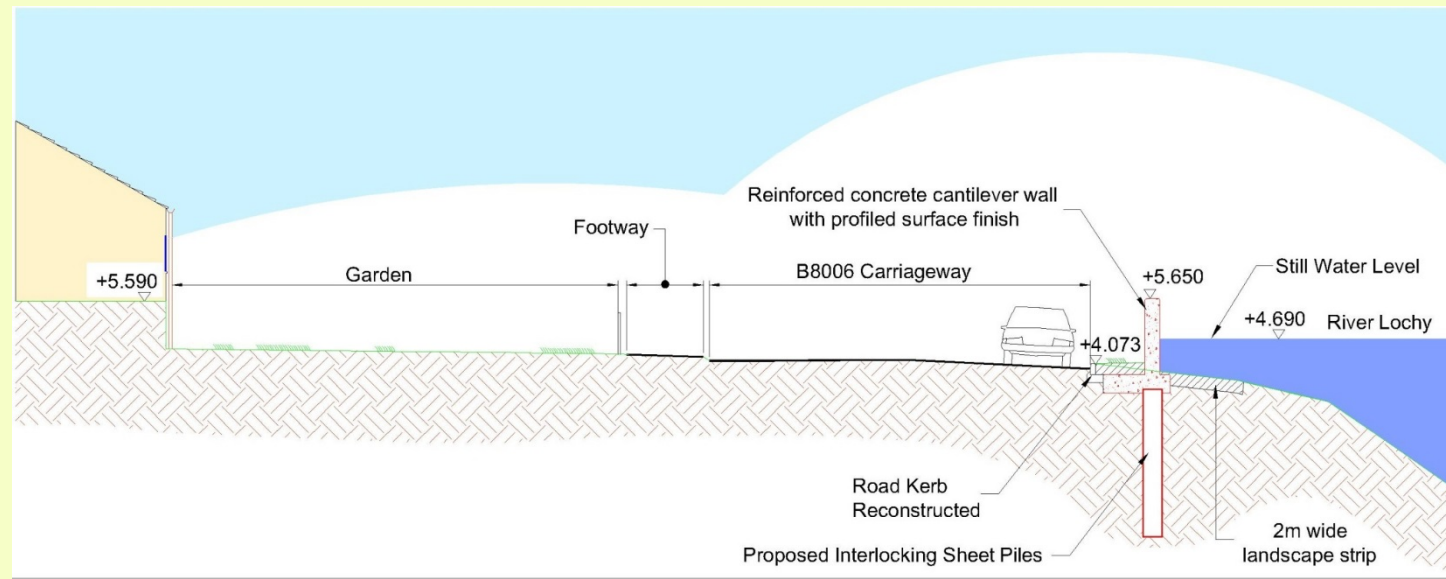 Reinforced concrete cantilever wall
with profiled surface finish
Footway
Garden
B8006 Carriageway
+5.590
+5.650
Still Water Level
+4.690
River Lochy
+4.073
Road Kerb
Reconstructed
Proposed Interlocking Sheet Piles
2m wide
landscape strip